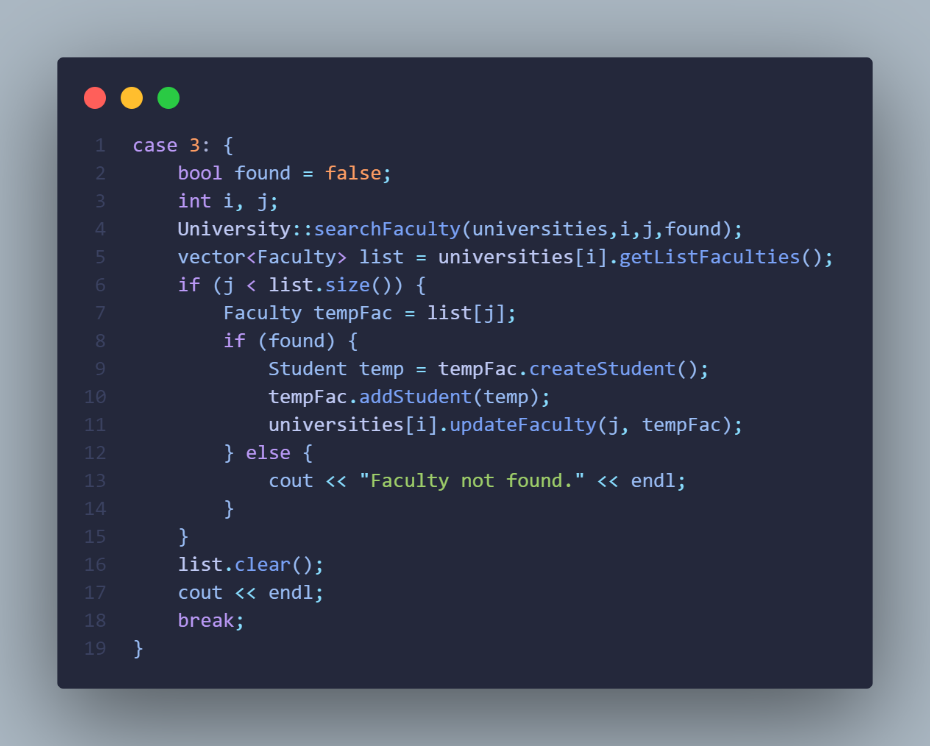 1 case 3: {
2     bool found = false;
3     int i, j;
4     University::searchFaculty(universities,i,j,found);
5     vector<Faculty> list = universities[i].getListFaculties();
6     if (j < list.size()) {
7         Faculty tempFac = list[j];
8         if (found) {
9             Student temp = tempFac.createStudent();
10             tempFac.addStudent(temp);
11             universities[i].updateFaculty(j, tempFac);
12         } else {
13             cout << "Faculty not found." << endl;
14         }
15     }
16     list.clear();
17     cout << endl;
18     break;
19 }